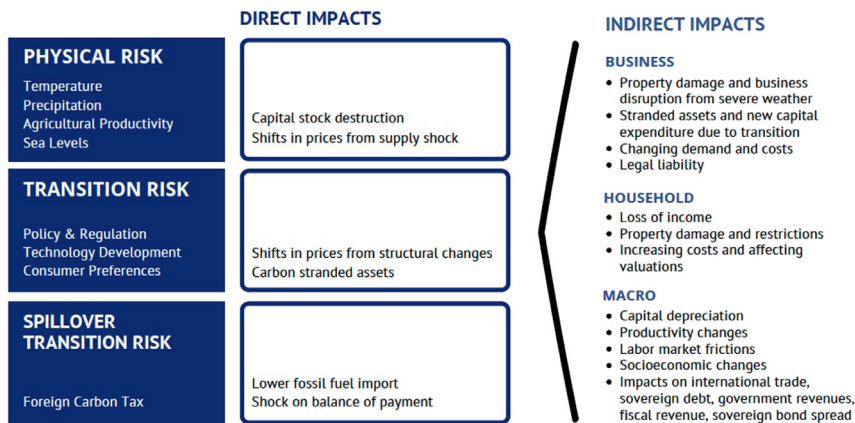 DIRECT IMPACTS
PHYSICAL RISK
Temperature
Precipitation
Agricultural Productivity
Sea Levels
Capital stock destruction
Shifts in prices from supply shock
TRANSITION RISK
Policy & Regulation
Technology Development
Consumer Preferences
Shifts in prices from structural changes
Carbon stranded assets
SPILLOVER
TRANSITION RISK
Foreign Carbon Tax
Lower fossil fuel import
Shock on balance of payment
INDIRECT IMPACTS
BUSINESS
• Property damage and business
disruption from severe weather
• Stranded assets and new capital
expenditure due to transition
• Changing demand and costs
• Legal liability
HOUSEHOLD
• Loss of income
• Property damage and restrictions
• Increasing costs and affecting
valuations
MACRO
• Capital depreciation
• Productivity changes
• Labor market frictions
• Socioeconomic changes
• Impacts on international trade,
sovereign debt, government revenues,
fiscal revenue, sovereign bond spread